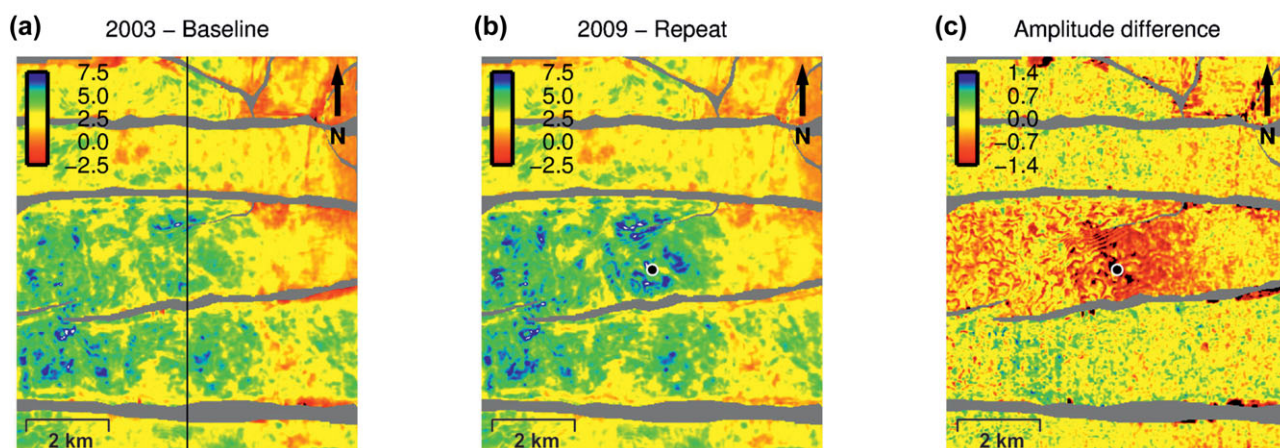 (a) 2003 – Baseline
7.5
5.0
2.5
0.0
−2.5
N
2 km
(b) 2009 – Repeat
7.5
5.0
2.5
0.0
−2.5
N
2 km
(c) Amplitude difference
1.4
0.7
0.0
−0.7
−1.4
N
2 km